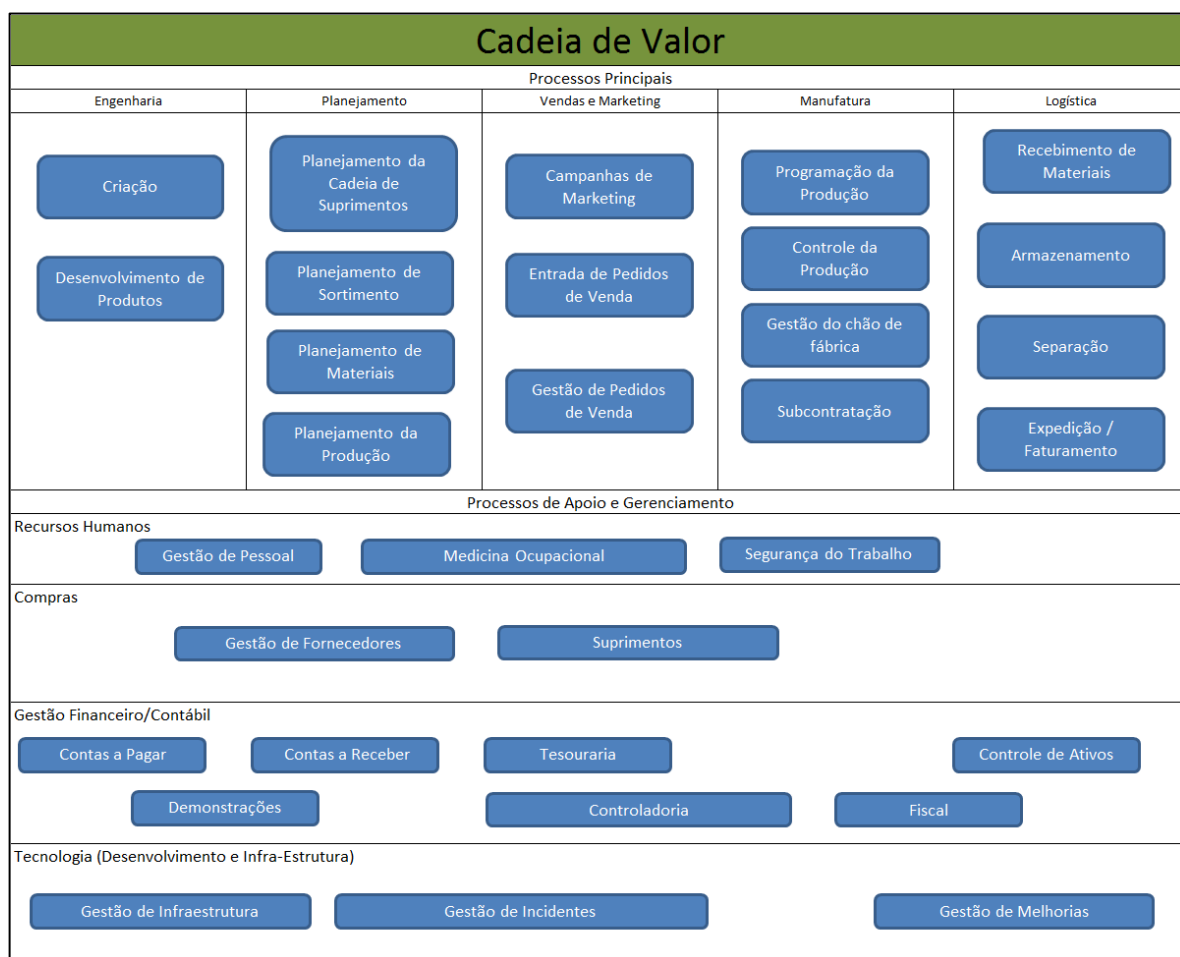 Cadeia de Valor
Processos Principais
Engenharia
Planejamento
Vendas e Marketing
Manufatura
Logística
Criação
Desenvolvimento de
Produtos
Planejamento da
Cadeia de
Suprimentos
Planejamento de
Sortimento
Planejamento de
Materiais
Planejamento da
Produção
Campanhas de
Marketing
Entrada de Pedidos
de Venda
Gestão de Pedidos
de Venda
Programação da
Produção
Controle da
Produção
Gestão do chão de
fábrica
Subcontratação
Recebimento de
Materiais
Armazenamento
Separação
Expedição /
Faturamento
Processos de Apoio e Gerenciamento
Recursos Humanos
Gestão de Pessoal
Medicina Ocupacional
Segurança do Trabalho
Compras
Gestão de Fornecedores
Suprimentos
Gestão Financeiro/Contábil
Contas a Pagar
Contas a Receber
Tesouraria
Controle de Ativos
Demonstrações
Controladoria
Fiscal
Tecnologia (Desenvolvimento e Infra-Estrutura)
Gestão de Infraestrutura
Gestão de Incidentes
Gestão de Melhorias